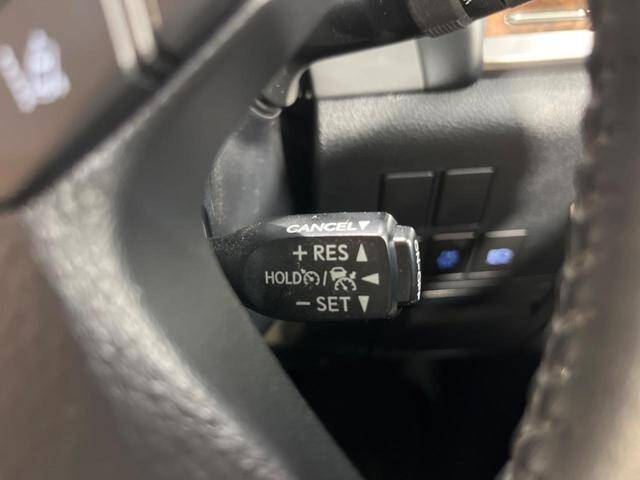 CANCEL▼
+ RES ▲
HOLD / ◀
− SET ▼